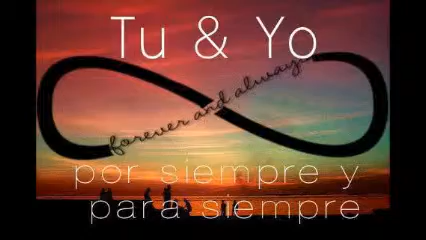 Tu & Yo
forever and always
por siempre y
para siempre